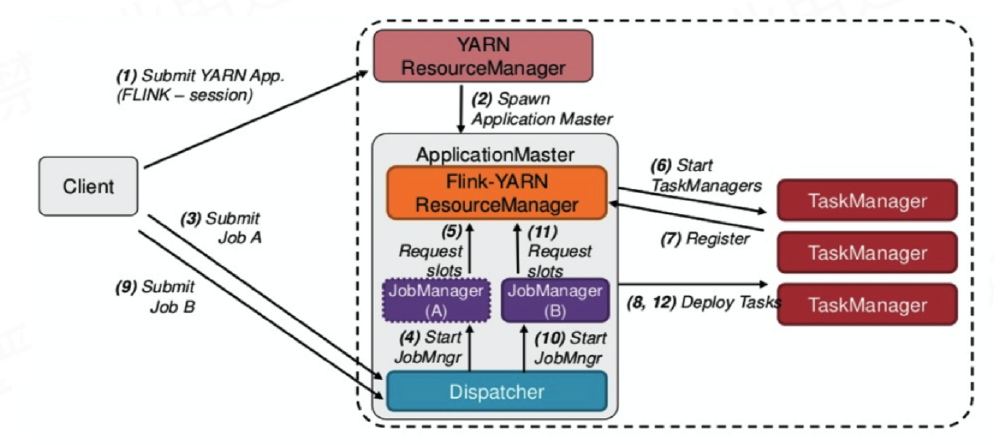 YARN
ResourceManager
(1) Submit YARN App.
(FLINK – session)
(2) Spawn
Application Master
ApplicationMaster
Flink-YARN
ResourceManager
(6) Start
TaskManagers
TaskManager
Client
(3) Submit
Job A
(5)
Request
slots
(11)
Request
slots
(7) Register
TaskManager
(9) Submit
Job B
JobManager
(A)
JobManager
(B)
(8, 12) Deploy Tasks
TaskManager
(4) Start
JobMngr
(10) Start
JobMngr
Dispatcher